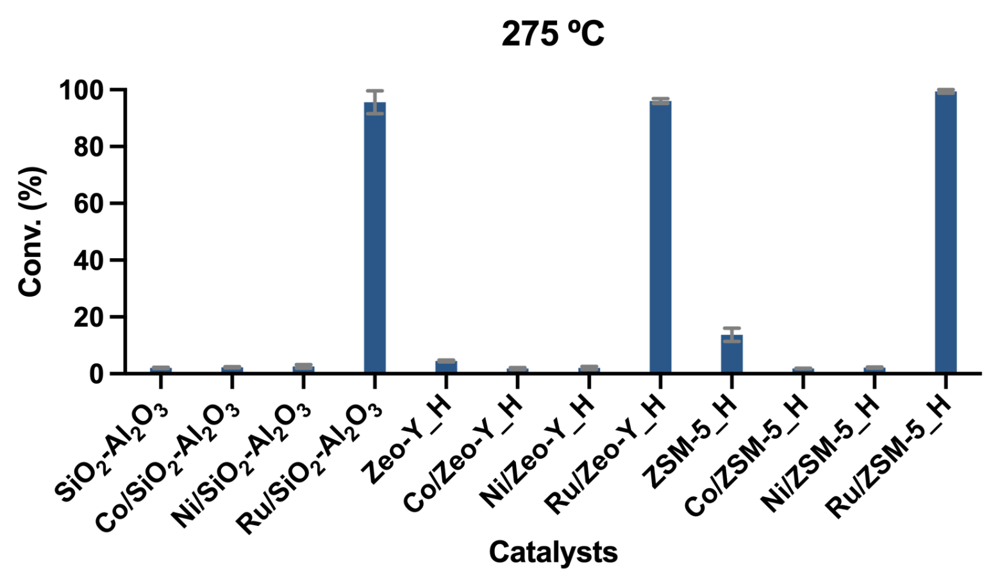 275 ºC
Conv. (%)
100
80
60
40
20
0
SiO₂-Al₂O₃
Co/SiO₂-Al₂O₃
Ni/SiO₂-Al₂O₃
Ru/SiO₂-Al₂O₃
Zeo-Y_H
Co/Zeo-Y_H
Ni/Zeo-Y_H
Ru/Zeo-Y_H
ZSM-5_H
Co/ZSM-5_H
Ni/ZSM-5_H
Ru/ZSM-5_H
Catalysts